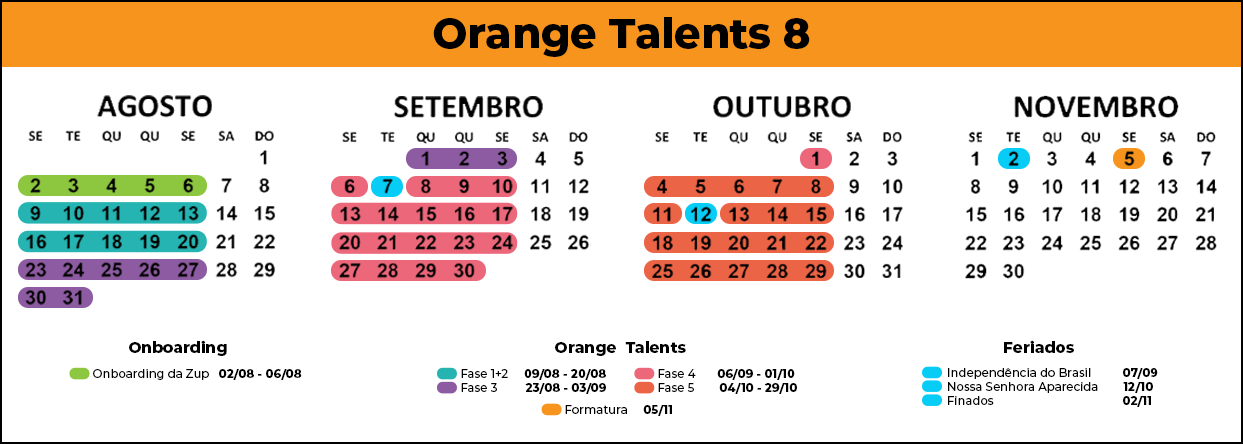 Orange Talents 8
AGOSTO
SE TE QU QU SE SA DO
1
2 3 4 5 6 7 8
9 10 11 12 13 14 15
16 17 18 19 20 21 22
23 24 25 26 27 28 29
30 31
SETEMBRO
SE TE QU QU SE SA DO
1 2 3 4 5
6 7 8 9 10 11 12
13 14 15 16 17 18 19
20 21 22 23 24 25 26
27 28 29 30
OUTUBRO
SE TE QU QU SE SA DO
1 2 3
4 5 6 7 8 9 10
11 12 13 14 15 16 17
18 19 20 21 22 23 24
25 26 27 28 29 30 31
NOVEMBRO
SE TE QU QU SE SA DO
1 2 3 4 5 6 7
8 9 10 11 12 13 14
15 16 17 18 19 20 21
22 23 24 25 26 27 28
29 30
Onboarding
Onboarding da Zup 02/08 - 06/08
Orange Talents
Fase 1+2 09/08 - 20/08
Fase 3 23/08 - 03/09
Fase 4 06/09 - 01/10
Fase 5 04/10 - 29/10
Formatura 05/11
Feriados
Independência do Brasil 07/09
Nossa Senhora Aparecida 12/10
Finados 02/11